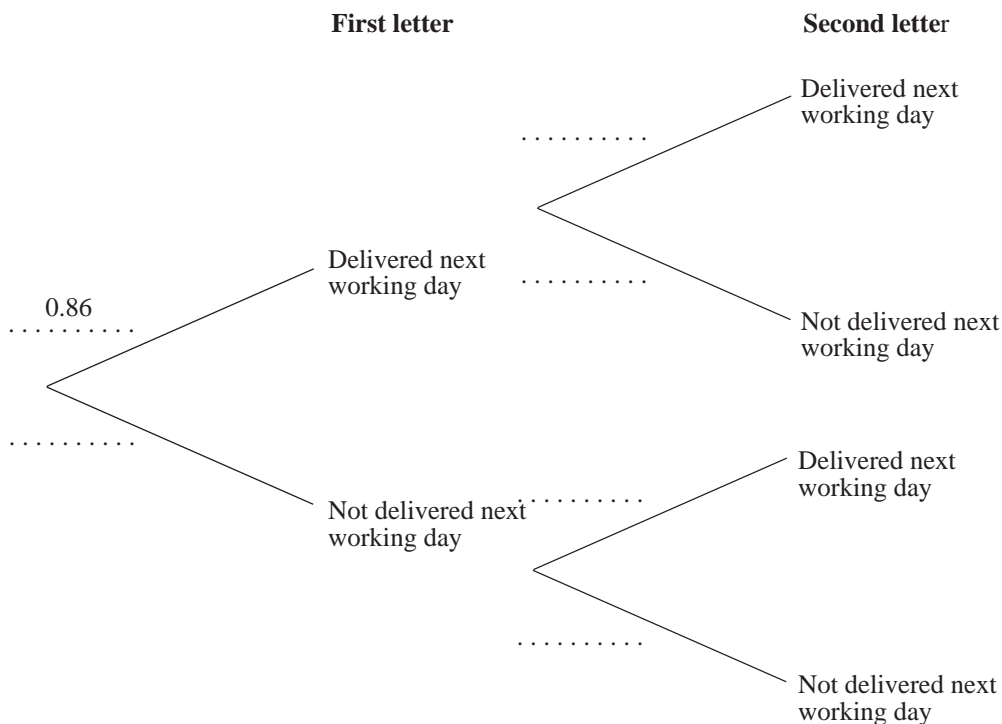 First letter
Second letter
Delivered next
working day
. . . . . . . . . .
Delivered next
working day
. . . . . . . . . .
0.86
. . . . . . . . . .
Not delivered next
working day
. . . . . . . . . .
Delivered next
working day
. . . . . . . . . .
Not delivered next
working day
. . . . . . . . . .
Not delivered next
working day